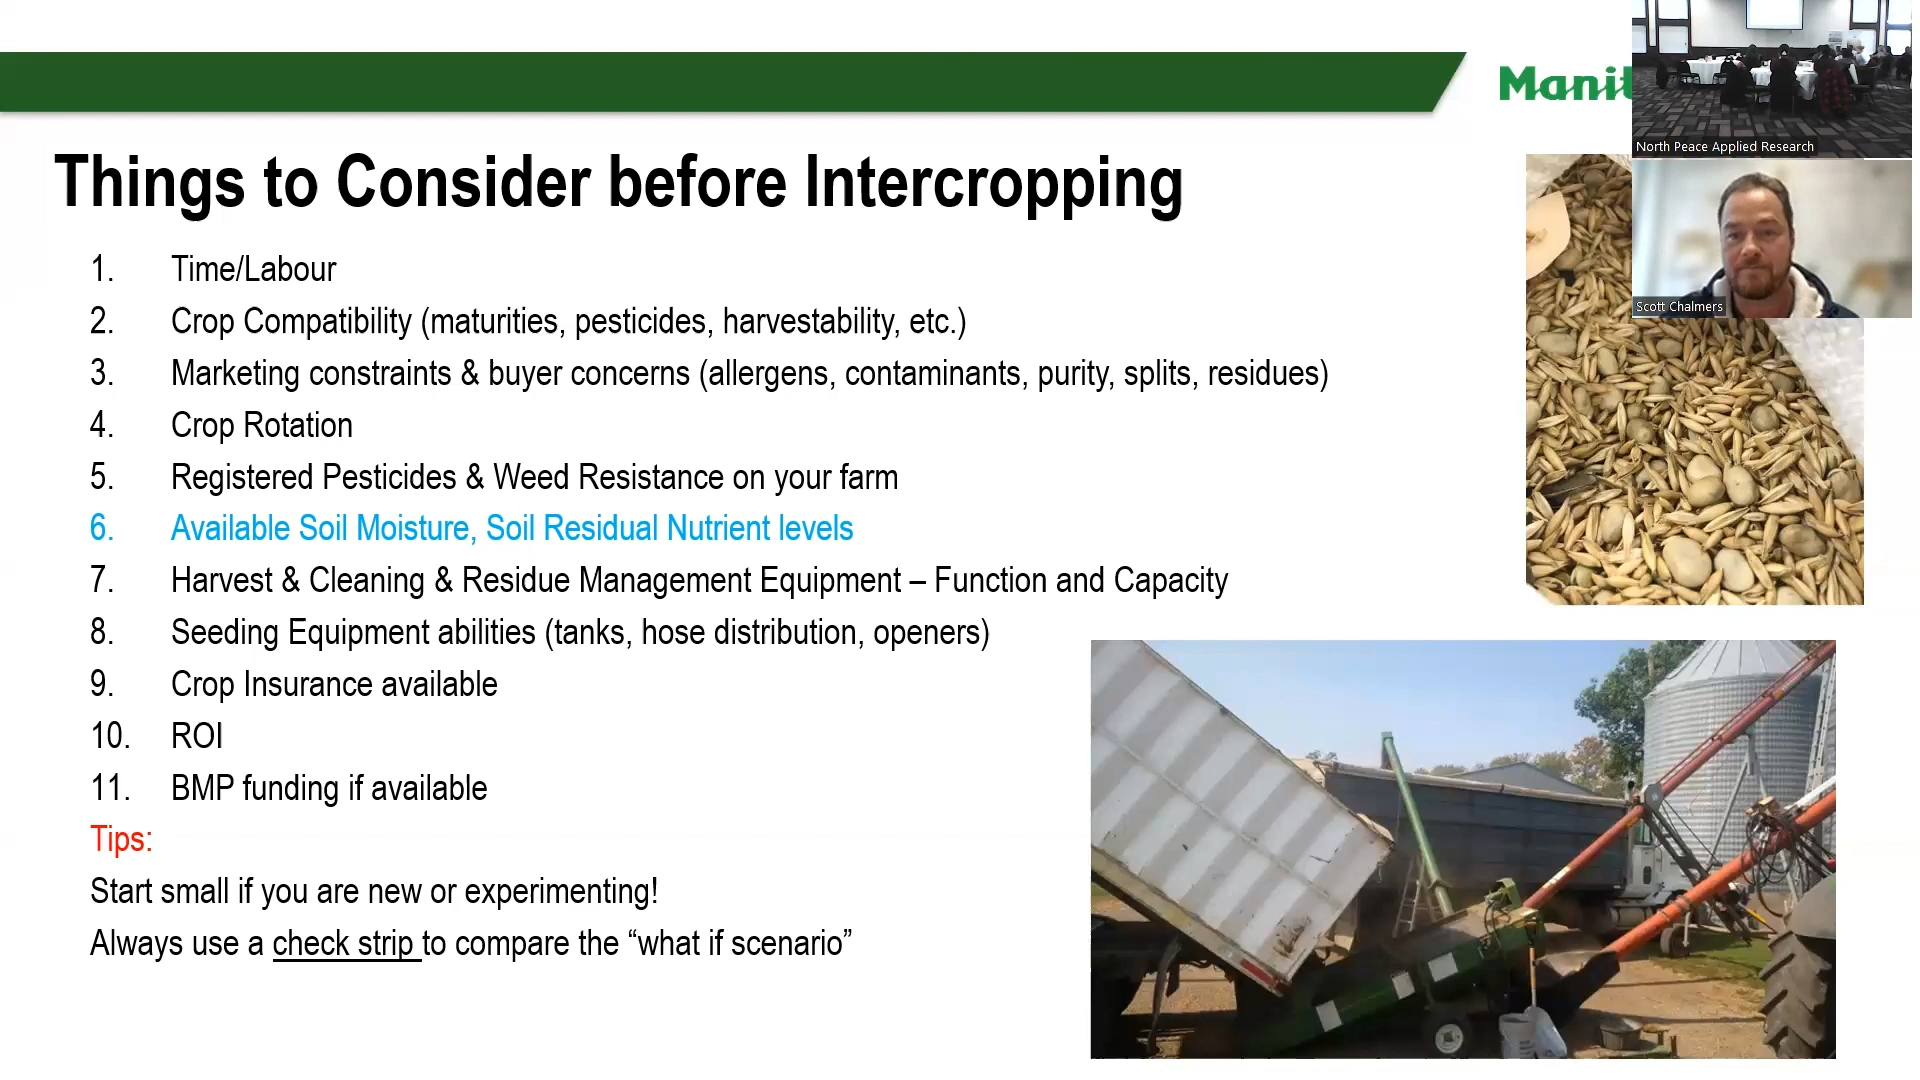 Manit
North Peace Applied Research
Things to Consider before Intercropping
Scott Chalmers
1. Time/Labour
2. Crop Compatibility (maturities, pesticides, harvestability, etc.)
3. Marketing constraints & buyer concerns (allergens, contaminants, purity, splits, residues)
4. Crop Rotation
5. Registered Pesticides & Weed Resistance on your farm
6. Available Soil Moisture, Soil Residual Nutrient levels
7. Harvest & Cleaning & Residue Management Equipment – Function and Capacity
8. Seeding Equipment abilities (tanks, hose distribution, openers)
9. Crop Insurance available
10. ROI
11. BMP funding if available
Tips:
Start small if you are new or experimenting!
Always use a check strip to compare the “what if scenario”